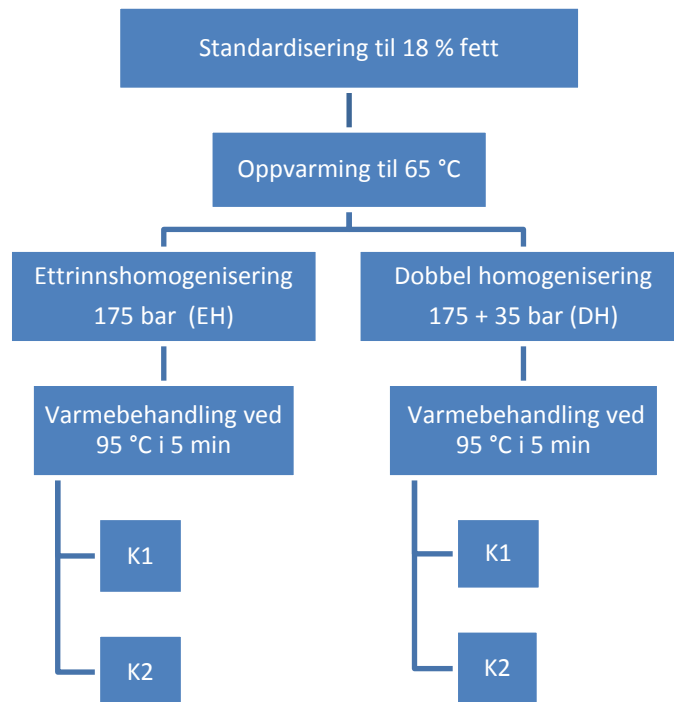 Standardisering til 18 % fett
Oppvarming til 65 °C
Ettrinnshomogenisering
175 bar (EH)
Dobbel homogenisering
175 + 35 bar (DH)
Varmebehandling ved
95 °C i 5 min
Varmebehandling ved
95 °C i 5 min
K1
K1
K2
K2